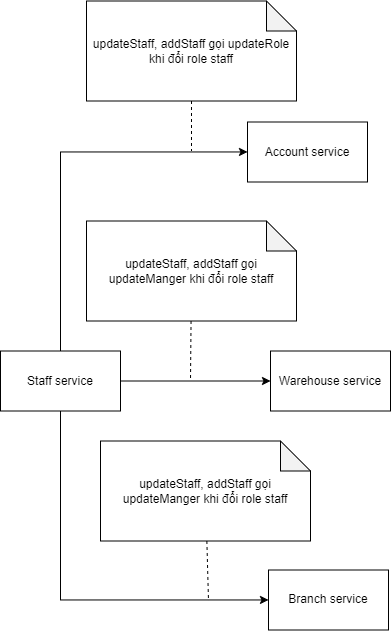 updateStaff, addStaff gọi updateRole
khi đổi role staff
Account service
updateStaff, addStaff gọi
updateManger khi đổi role staff
Staff service
Warehouse service
updateStaff, addStaff gọi
updateManger khi đổi role staff
Branch service